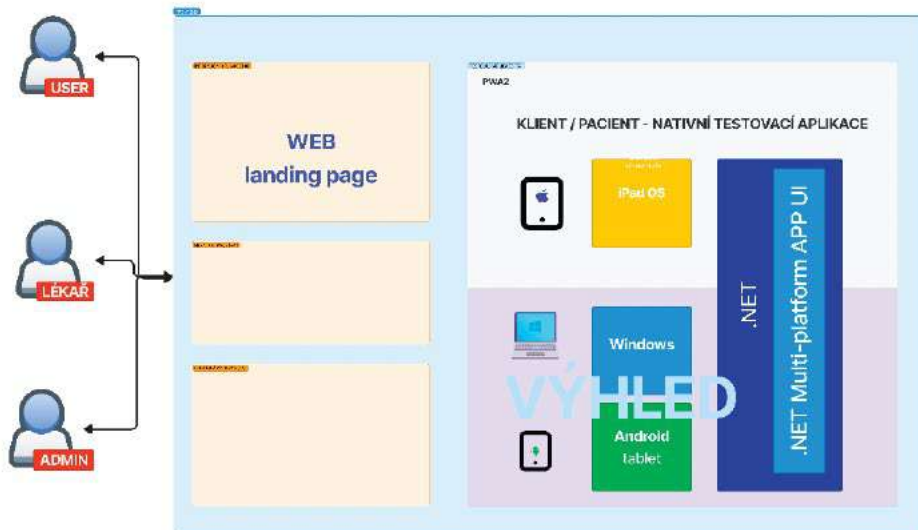 USER
LÉKAŘ
ADMIN
WEB
landing page
PWA2
KLIENT / PACIENT - NATIVNÍ TESTOVACÍ APLIKACE
iPad OS
Windows
VÝHLED
Android
tablet
.NET
.NET Multi-platform APP UI